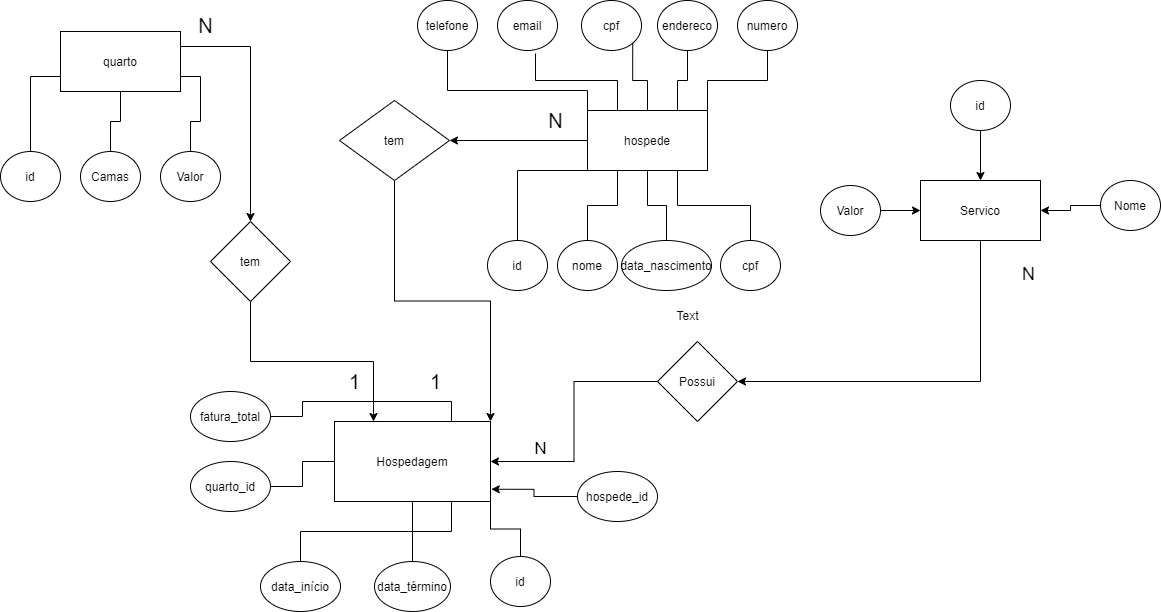 N
telefone
email
cpf
endereco
numero
quarto
id
N
tem
hospede
id
Camas
Valor
Valor
Servico
Nome
tem
id
nome
data_nascimento
cpf
N
Text
1
1
Possui
fatura_total
N
Hospedagem
quarto_id
hospede_id
data_início
data_término
id